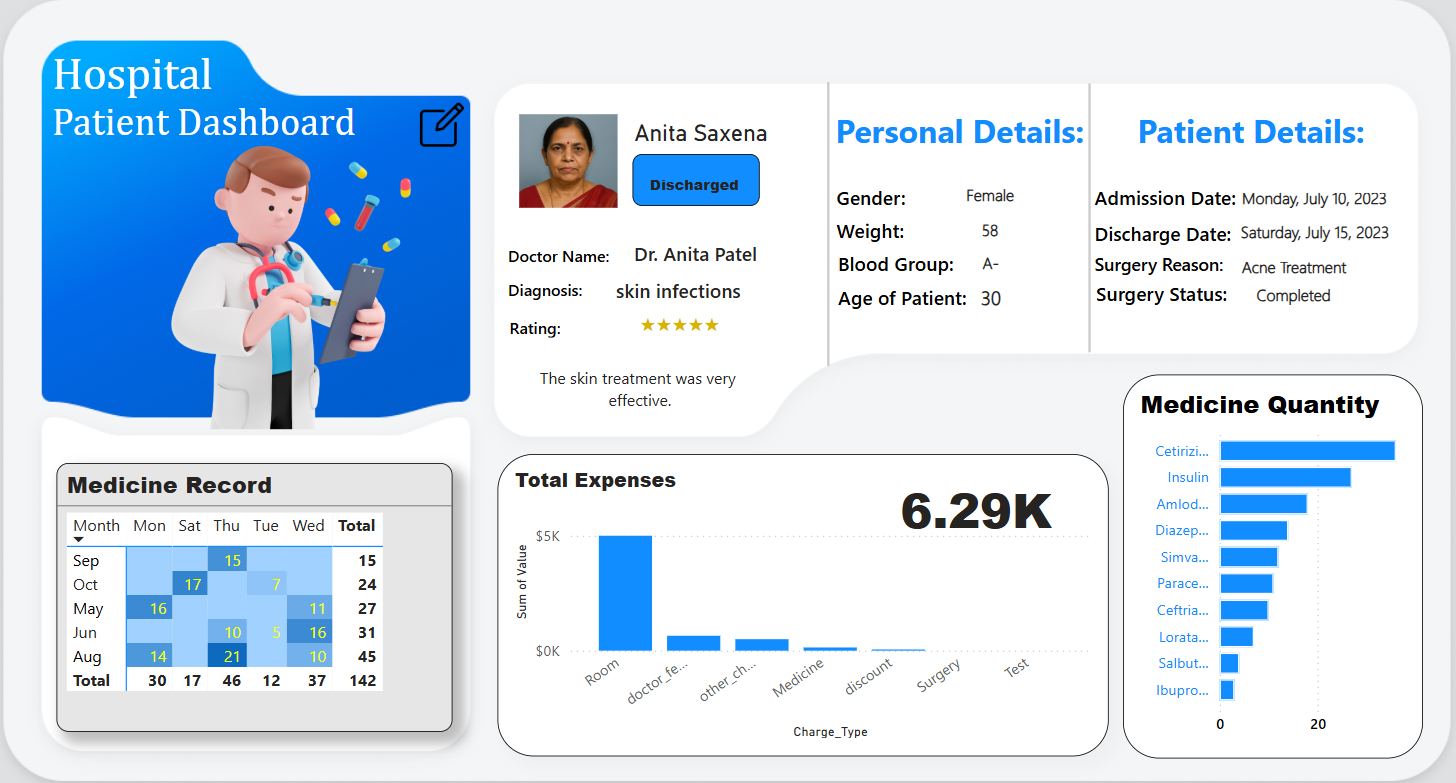 Hospital
Patient Dashboard
Anita Saxena
Discharged
Doctor Name: Dr. Anita Patel
Diagnosis: skin infections
Rating: ★★★★★
The skin treatment was very
effective.
Personal Details:
Gender: Female
Weight: 58
Blood Group: A-
Age of Patient: 30
Patient Details:
Admission Date: Monday, July 10, 2023
Discharge Date: Saturday, July 15, 2023
Surgery Reason: Acne Treatment
Surgery Status: Completed
Medicine Record
Month Mon Sat Thu Tue Wed Total
Sep 15 15
Oct 17 7 24
May 16 11 27
Jun 10 5 16 31
Aug 14 21 10 45
Total 30 17 46 12 37 142
Total Expenses
6.29K
Sum of Value
$5K
$0K
Room doctor_fe... other_ch... Medicine discount Surgery Test
Charge_Type
Medicine Quantity
Cetirizi...
Insulin
Amlod...
Diazep...
Simva...
Parace...
Ceftria...
Lorata...
Salbut...
Ibupro...
0 20